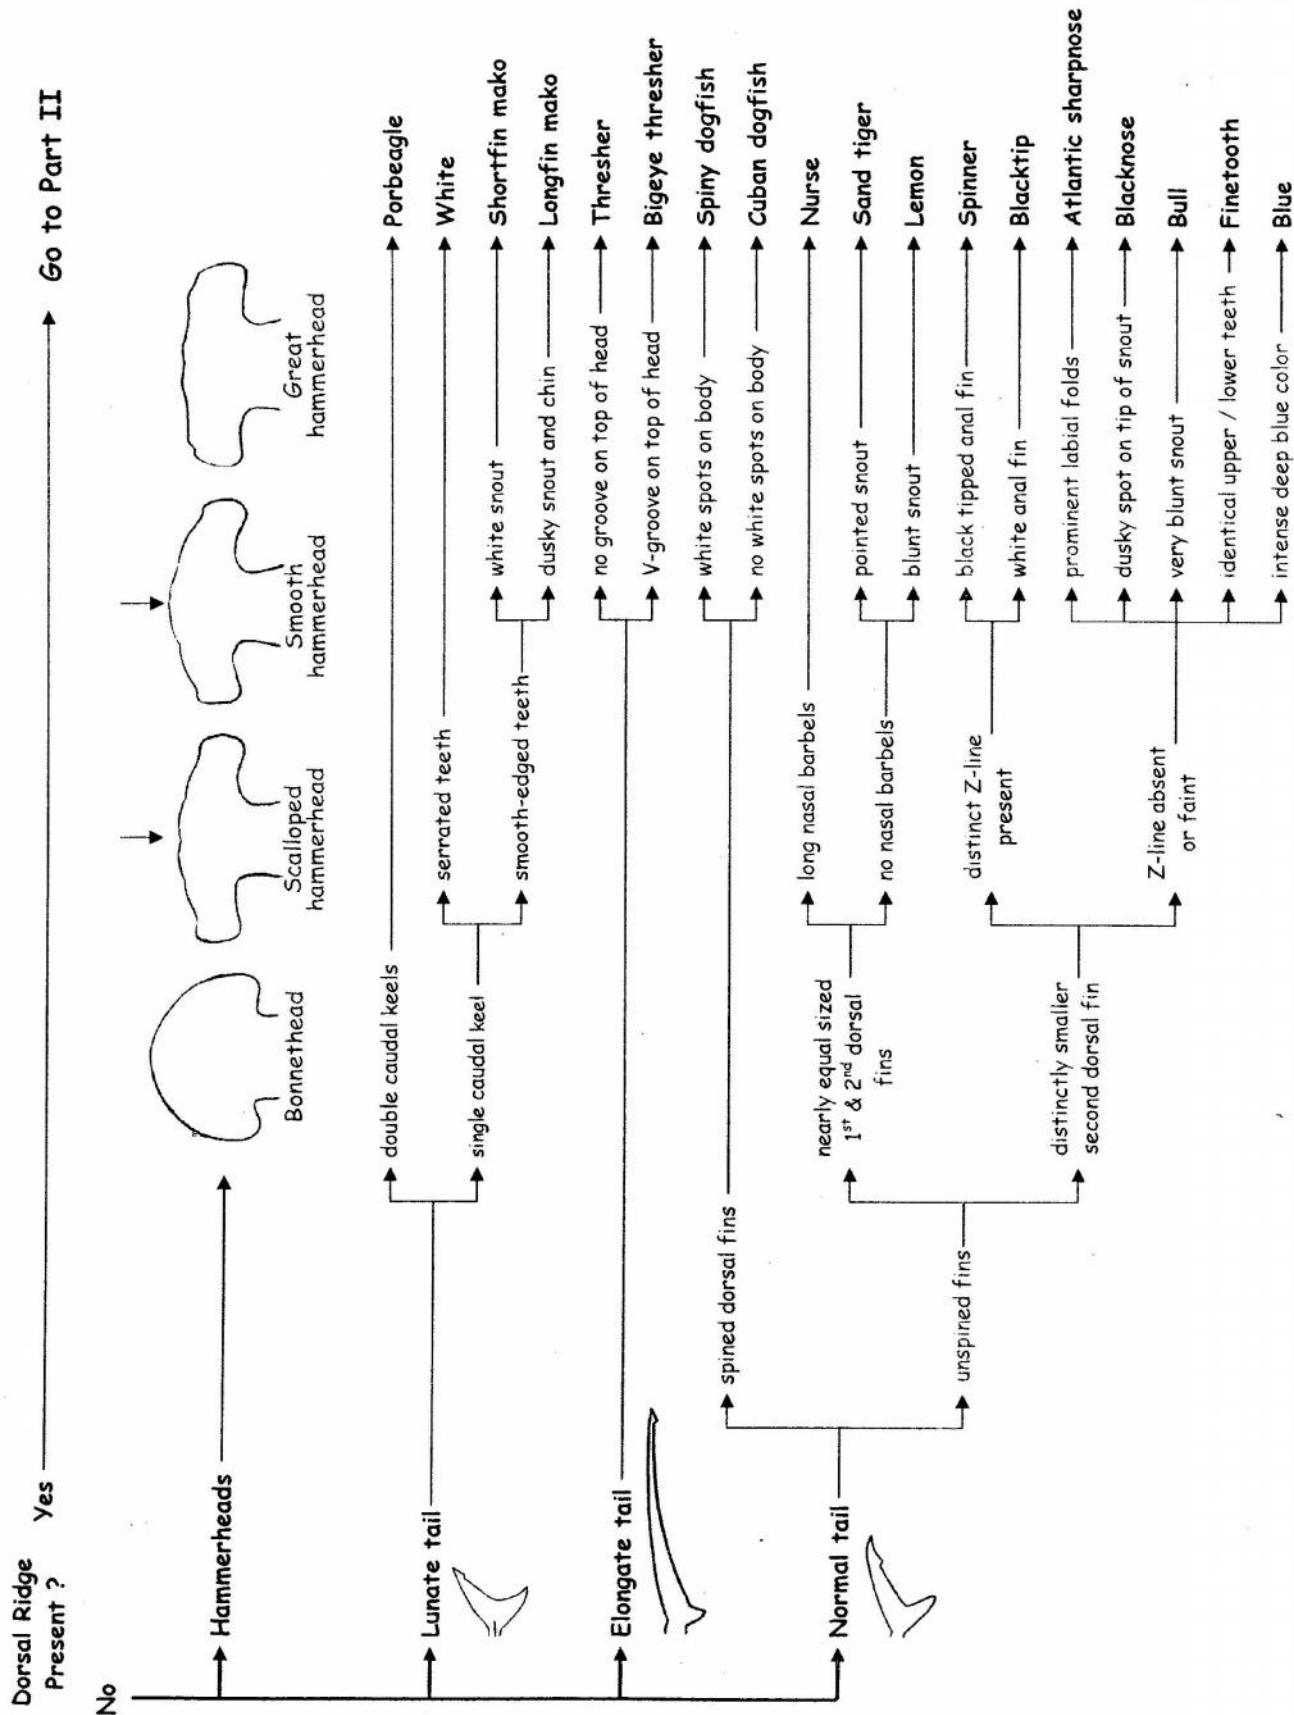 Dorsal Ridge
Present ?
Yes
Go to Part II
No
Hammerheads
Bonnethead
Scalloped
hammerhead
Smooth
hammerhead
Great
hammerhead
Lunate tail
double caudal keels
Porbeagle
single caudal keel
serrated teeth
White
smooth-edged teeth
white snout
Shortfin mako
dusky snout and chin
Longfin mako
Elongate tail
no groove on top of head
Thresher
V-groove on top of head
Bigeye thresher
Normal tail
spined dorsal fins
white spots on body
Spiny dogfish
no white spots on body
Cuban dogfish
unspined fins
nearly equal sized
1st & 2nd dorsal
fins
long nasal barbels
Nurse
no nasal barbels
pointed snout
Sand tiger
blunt snout
Lemon
distinctly smaller
second dorsal fin
distinct Z-line
present
black tipped anal fin
Spinner
white anal fin
Blacktip
Z-line absent
or faint
prominent labial folds
Atlantic sharpnose
dusky spot on tip of snout
Blacknose
very blunt snout
Bull
identical upper / lower teeth
Finetooth
intense deep blue color
Blue